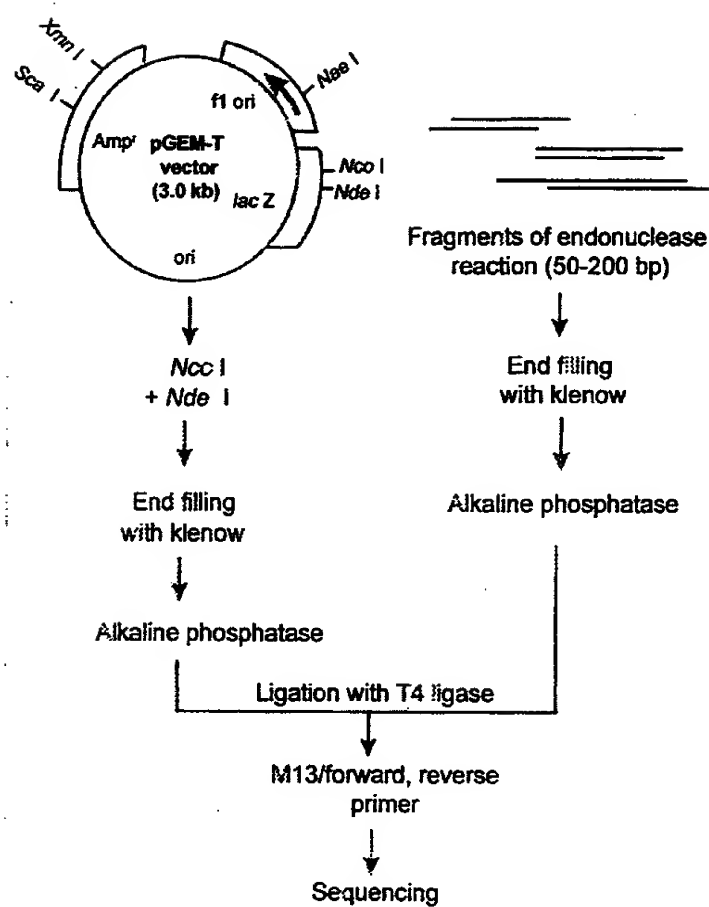 Xmn I
Sca I
Nae I
f1 ori
Ampr
pGEM-T
vector
(3.0 kb)
Nco I
Nde I
lac Z
ori
Fragments of endonuclease
reaction (50-200 bp)
Ncc I
+ Nde I
End filling
with klenow
End filling
with klenow
Alkaline phosphatase
Alkaline phosphatase
Ligation with T4 ligase
M13/forward, reverse
primer
Sequencing